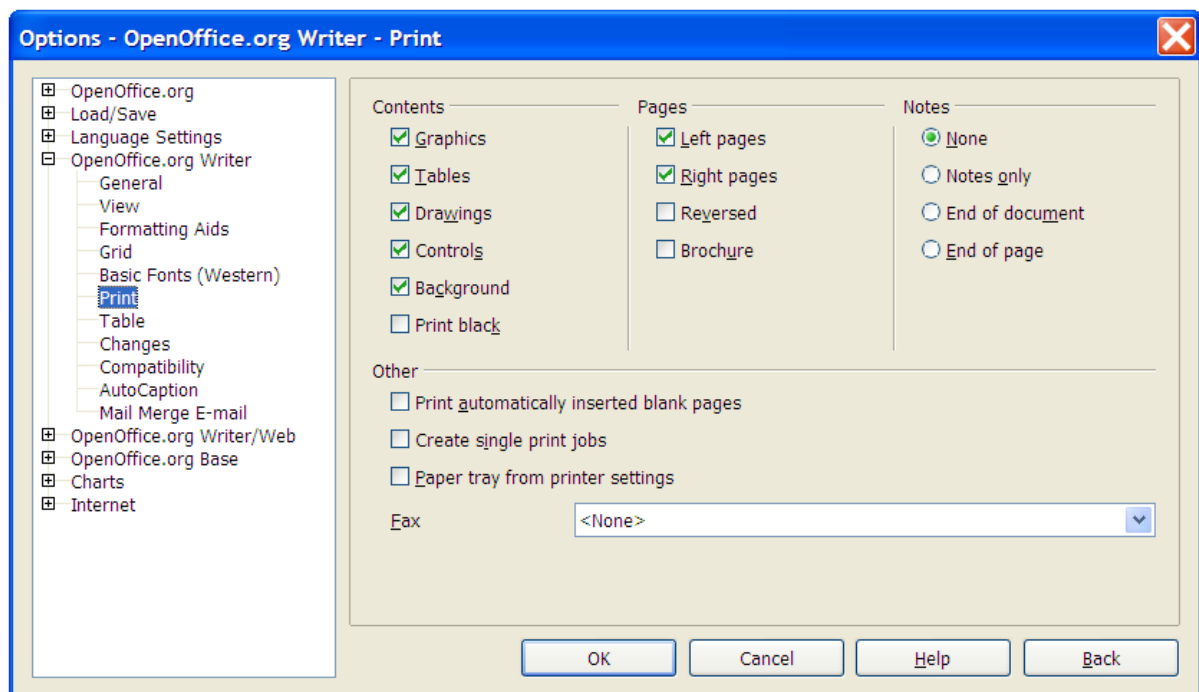 Options - OpenOffice.org Writer - Print
OpenOffice.org
Load/Save
Language Settings
OpenOffice.org Writer
General
View
Formatting Aids
Grid
Basic Fonts (Western)
Print
Table
Changes
Compatibility
AutoCaption
Mail Merge E-mail
OpenOffice.org Writer/Web
OpenOffice.org Base
Charts
Internet
Contents
Graphics
Tables
Drawings
Controls
Background
Print black
Pages
Left pages
Right pages
Reversed
Brochure
Notes
None
Notes only
End of document
End of page
Other
Print automatically inserted blank pages
Create single print jobs
Paper tray from printer settings
Fax <None>
OK Cancel Help Back